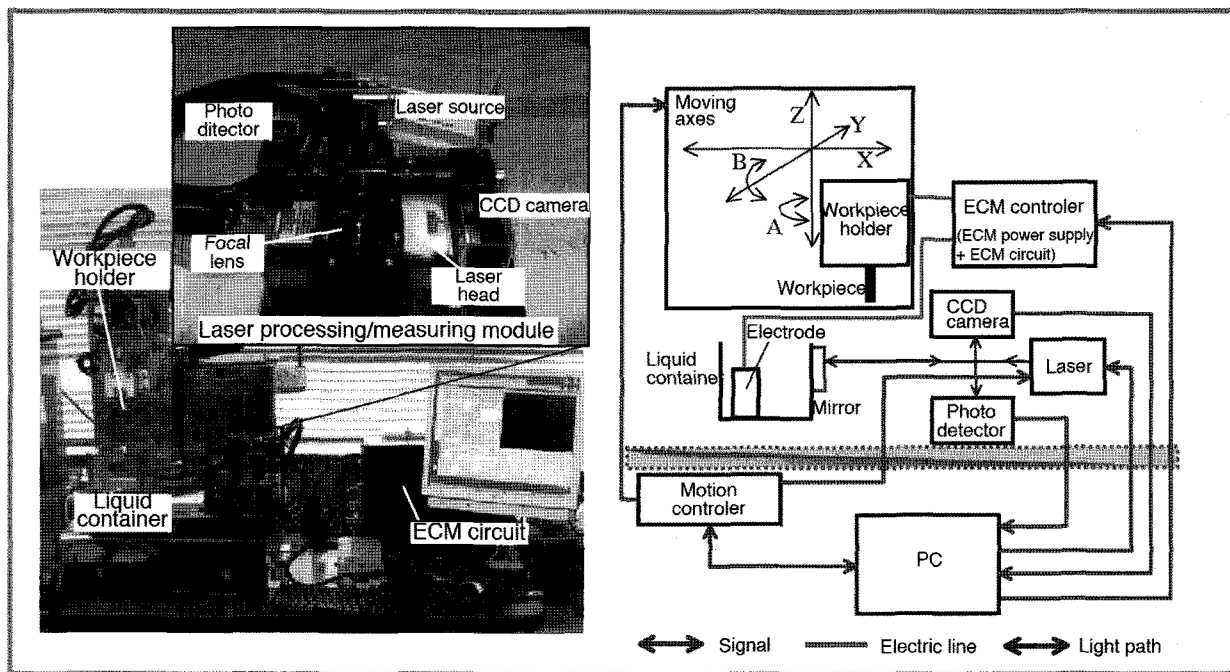 Photo
ditector
Laser source
CCD camera
Focal
lens
Laser
head
Workpiece
holder
Laser processing/measuring module
Liquid
container
ECM circuit
Moving
axes
Z
Y
X
B
A
Workpiece
holder
Workpiece
ECM controler
(ECM power supply
+ ECM circuit)
CCD
camera
Electrode
Liquid
container
Mirror
Laser
Photo
detector
Motion
controler
PC
Signal
Electric line
Light path